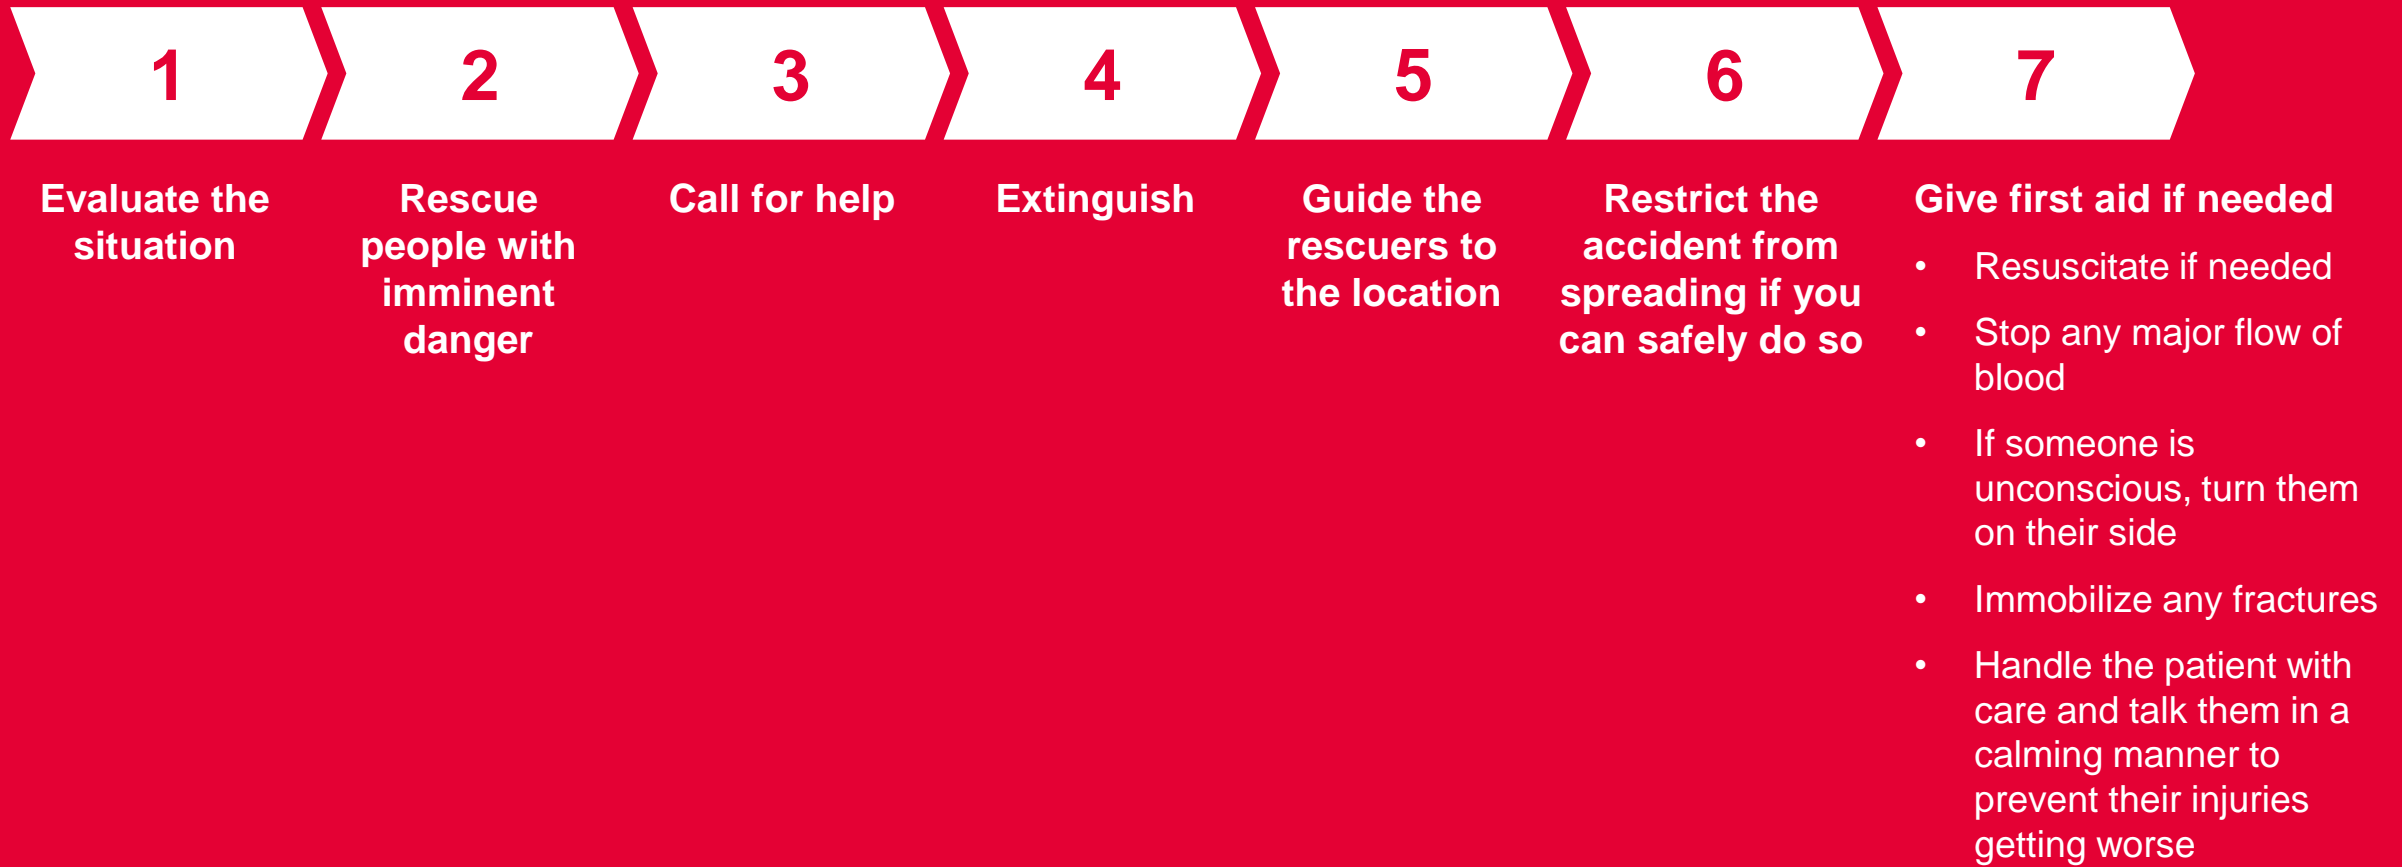 1
Evaluate the
situation
2
Rescue
people with
imminent
danger
3
Call for help
4
Extinguish
5
Guide the
rescuers to
the location
6
Restrict the
accident from
spreading if you
can safely do so
7
Give first aid if needed
• Resuscitate if needed
• Stop any major flow of
blood
• If someone is
unconscious, turn them
on their side
• Immobilize any fractures
• Handle the patient with
care and talk them in a
calming manner to
prevent their injuries
getting worse